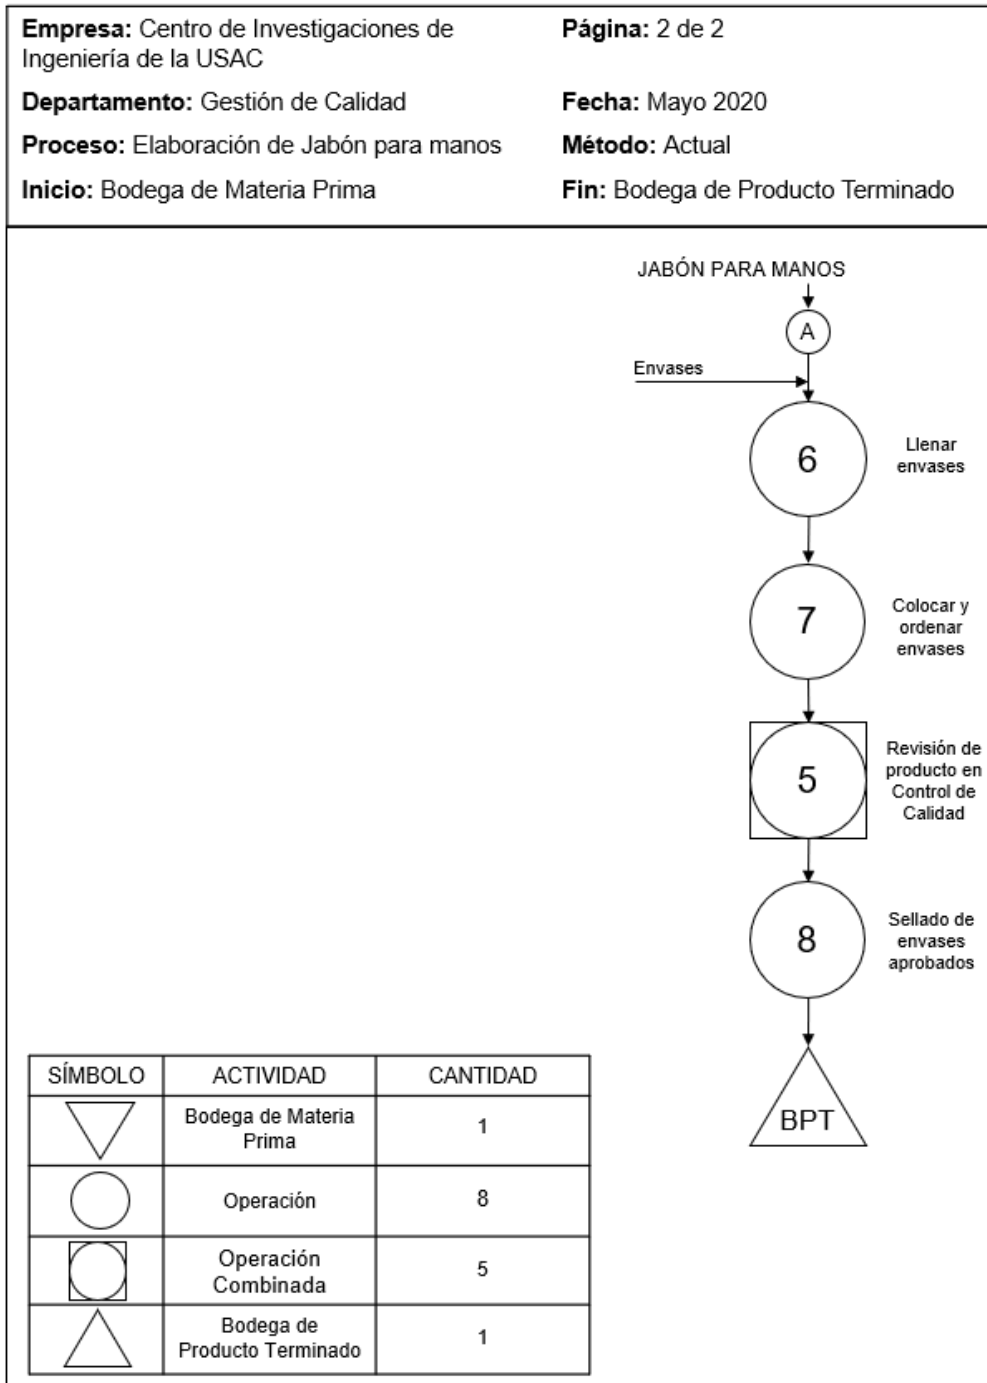 Empresa: Centro de Investigaciones de
Ingeniería de la USAC
Página: 2 de 2
Departamento: Gestión de Calidad
Fecha: Mayo 2020
Proceso: Elaboración de Jabón para manos
Método: Actual
Inicio: Bodega de Materia Prima
Fin: Bodega de Producto Terminado
JABÓN PARA MANOS
A
Envases
6
Llenar
envases
7
Colocar y
ordenar
envases
5
Revisión de
producto en
Control de
Calidad
8
Sellado de
envases
aprobados
BPT
SÍMBOLO ACTIVIDAD CANTIDAD
Bodega de Materia
Prima
1
Operación 8
Operación
Combinada
5
Bodega de
Producto Terminado
1